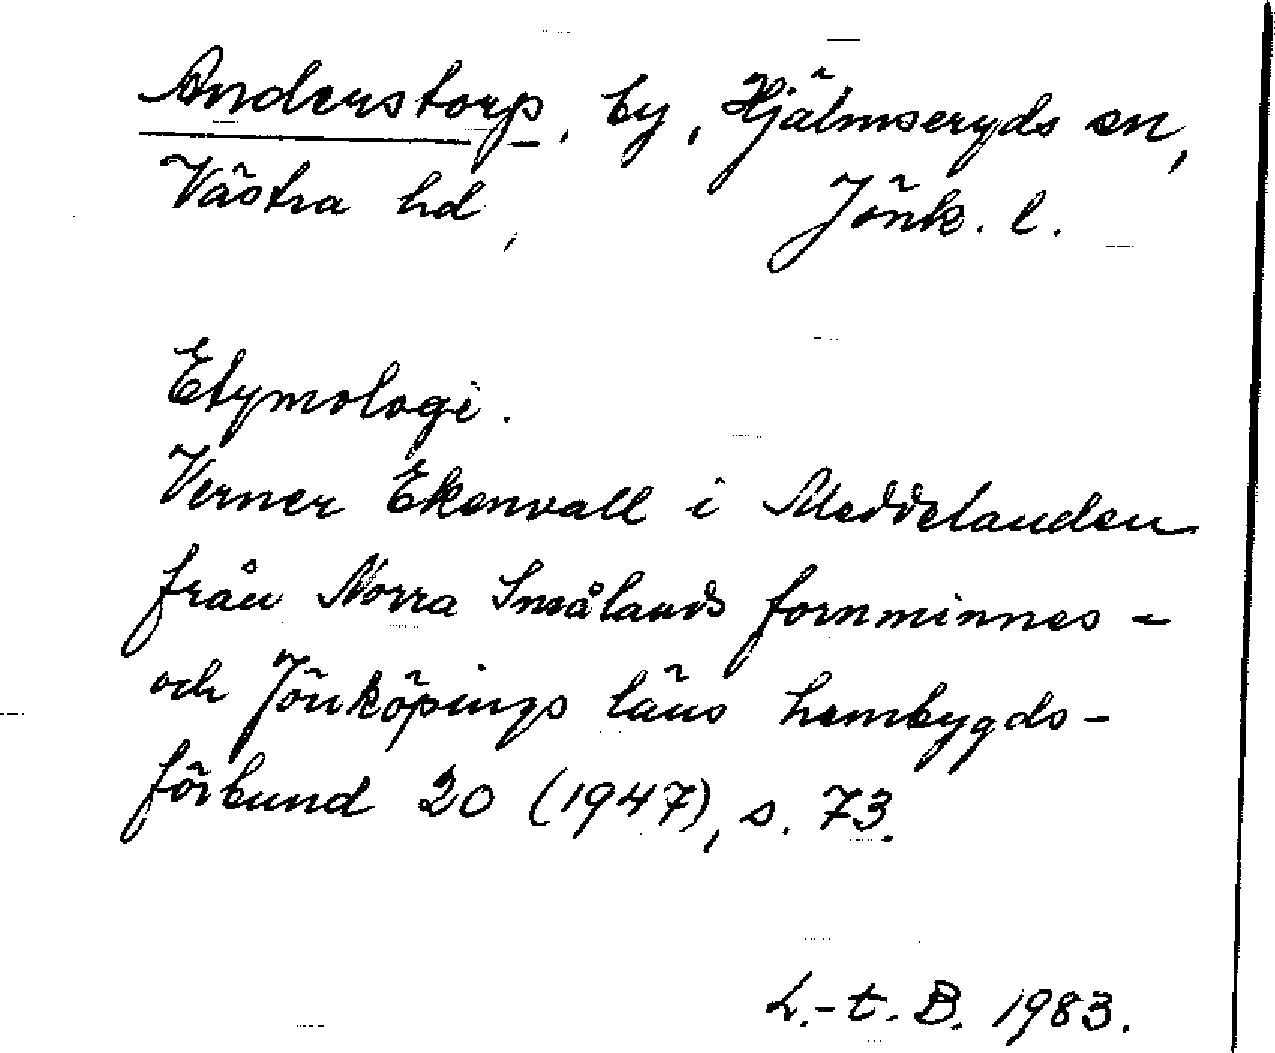 Anderstorp, by, Hjälmseryds sn,
Västra hd, Jönk. l.
Etymologi.
Verner Ekenvall i Meddelanden
från Norra Smålands fornminnes-
och Jönköpings läns hembygds-
förbund 20 (1947), s. 73.
L.-t. B. 1983.